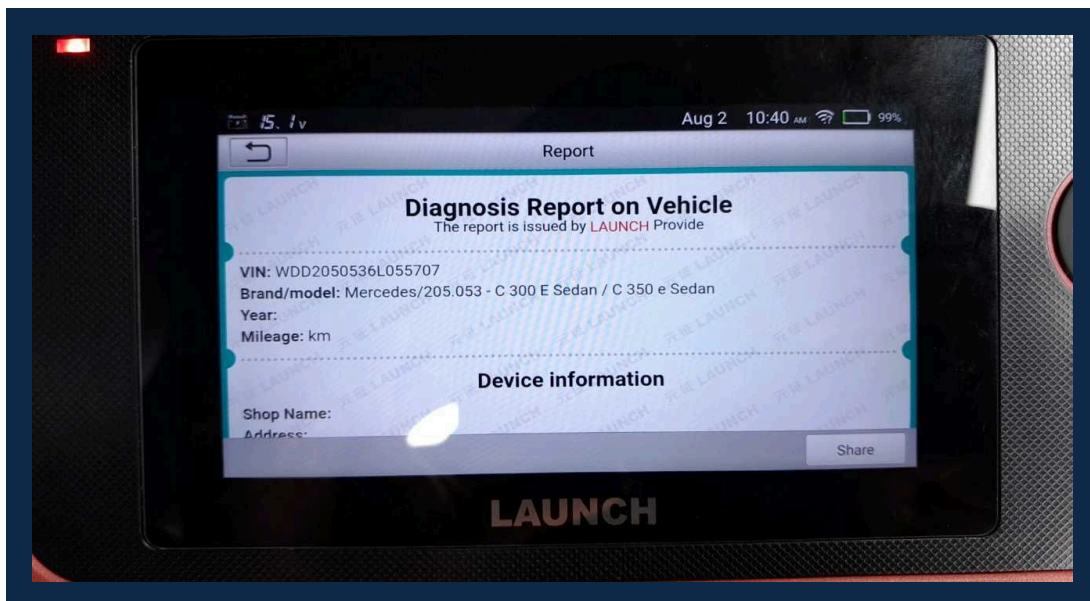 15.1v Aug 2 10:40 AM 99%
Report
Diagnosis Report on Vehicle
The report is issued by LAUNCH Provide
VIN: WDD2050536L055707
Brand/model: Mercedes/205.053 - C 300 E Sedan / C 350 e Sedan
Year:
Mileage: km
Device information
Shop Name:
Address:
Share
LAUNCH